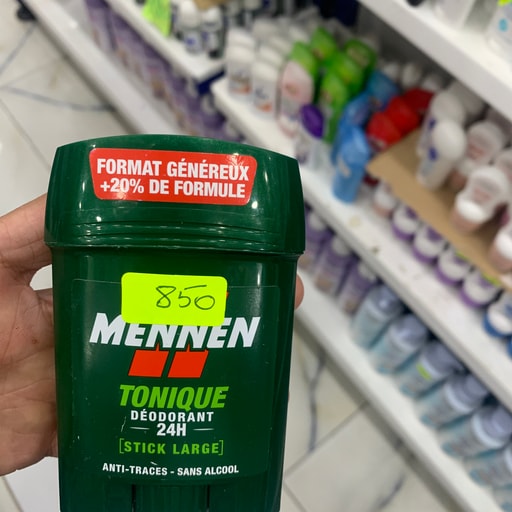 FORMAT GÉNÉREUX
+20% DE FORMULE
850
MENNEN
TONIQUE
DÉODORANT
24H
[STICK LARGE]
ANTI-TRACES - SANS ALCOOL